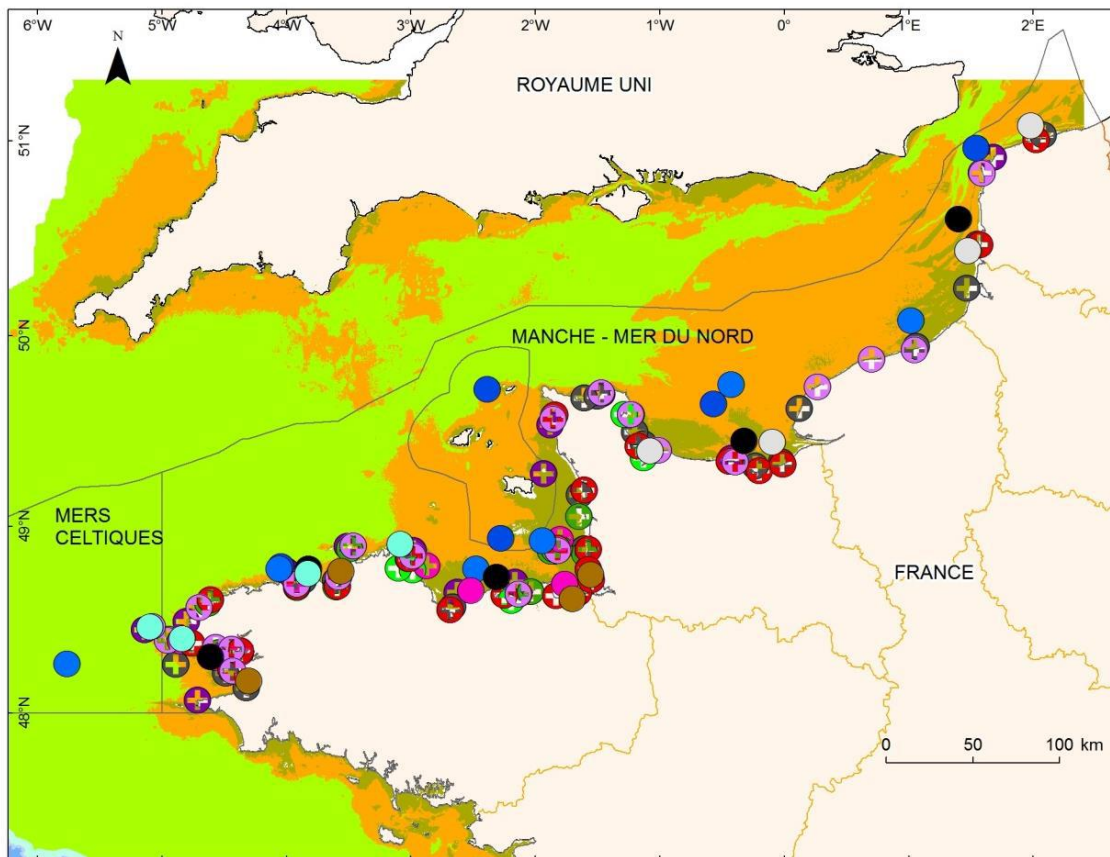 6°W 5°W 4°W 3°W 2°W 1°W 0° 1°E 2°E
N
ROYAUME UNI
51°N
50°N
MANCHE - MER DU NORD
49°N
MERS
CELTIQUES
FRANCE
48°N
0 50 100 km